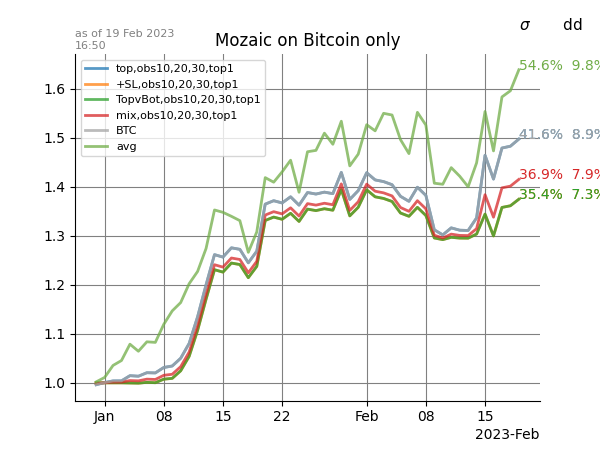 σ dd
as of 19 Feb 2023
16:50
Mozaic on Bitcoin only
top,obs10,20,30,top1
+SL,obs10,20,30,top1
TopvBot,obs10,20,30,top1
mix,obs10,20,30,top1
BTC
avg
54.6% 9.8%
41.6% 8.9%
36.9% 7.9%
35.4% 7.3%
1.6
1.5
1.4
1.3
1.2
1.1
1.0
Jan 08 15 22 Feb 08 15
2023-Feb